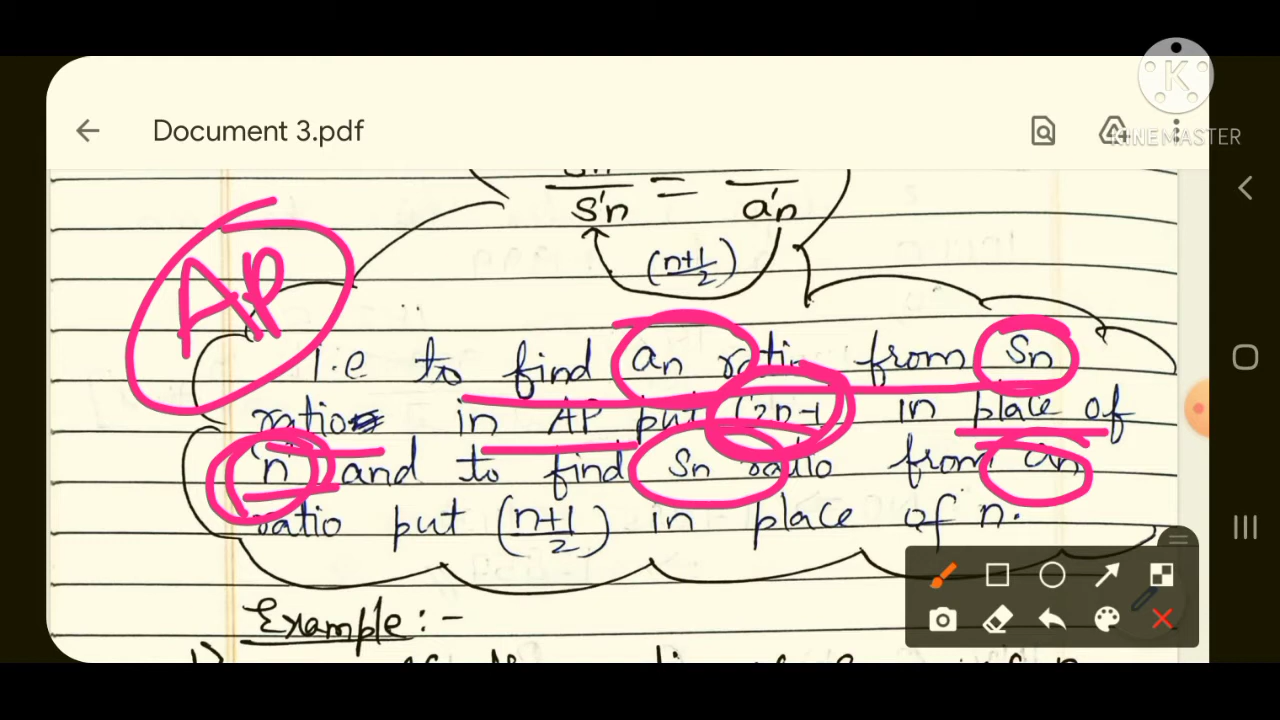 KINEMASTER
Document 3.pdf
S'n = a'n
(n+1/2)
AP
I.e to find an ratio from Sn
ratio in AP put (2n-1) in place of
'n' and to find Sn ratio from an
ratio put (n+1/2) in place of n.
Example :-